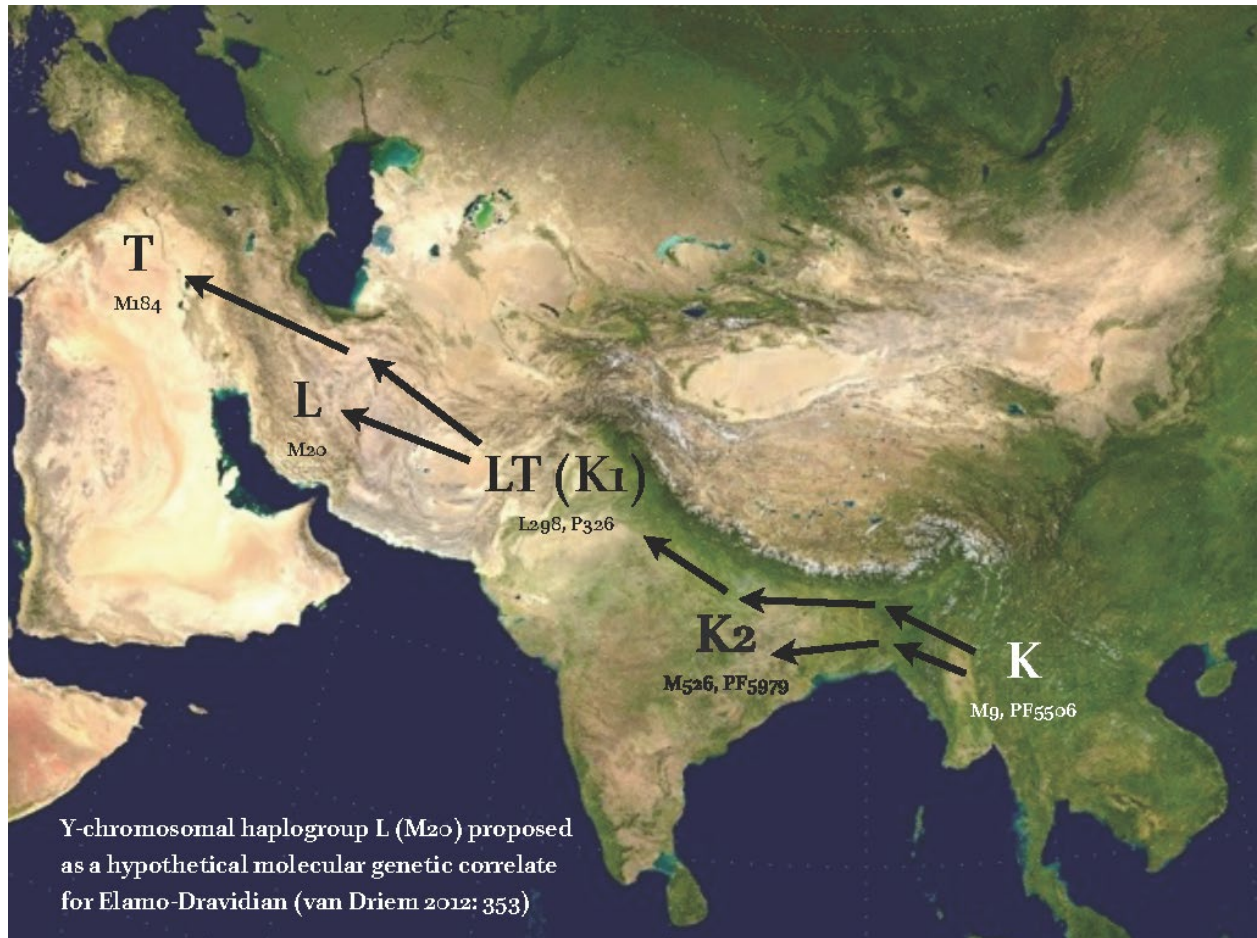 T
M184
L
M20
LT (K1)
L298, P326
K2
M526, PF5979
K
M9, PF5506
Y-chromosomal haplogroup L (M20) proposed
as a hypothetical molecular genetic correlate
for Elamo-Dravidian (van Driem 2012: 353)